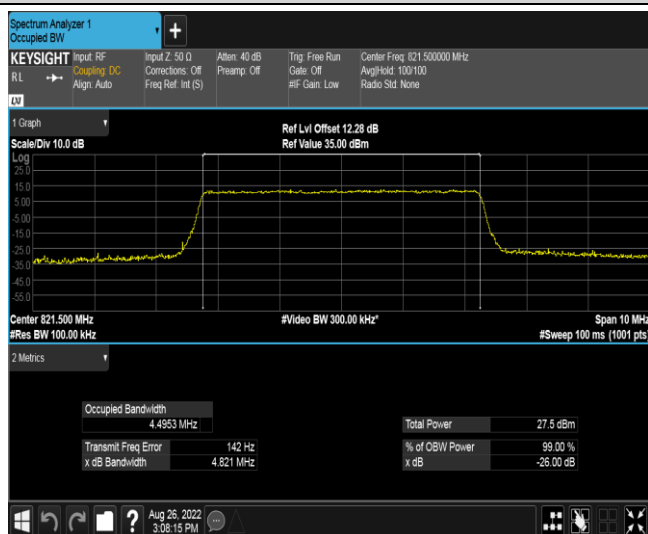 Spectrum Analyzer 1
Occupied BW
KEYSIGHT
RL
LXI
Input: RF
Coupling: DC
Align: Auto
Input Z: 50 Ω
Corrections: Off
Freq Ref: Int (S)
Atten: 40 dB
Preamp: Off
Trig: Free Run
Gate: Off
#IF Gain: Low
Center Freq: 821.500000 MHz
Avg|Hold: 100/100
Radio Std: None
1 Graph
Scale/Div 10.0 dB
Ref Lvl Offset 12.28 dB
Ref Value 35.00 dBm
Log
25.0
15.0
5.00
-5.00
-15.0
-25.0
-35.0
-45.0
-55.0
Center 821.500 MHz
#Video BW 300.00 kHz*
Span 10 MHz
#Res BW 100.00 kHz
#Sweep 100 ms (1001 pts)
2 Metrics
Occupied Bandwidth
4.4953 MHz
Total Power 27.5 dBm
Transmit Freq Error 142 Hz
% of OBW Power 99.00 %
x dB Bandwidth 4.821 MHz
x dB -26.00 dB
?
Aug 26, 2022
3:08:15 PM